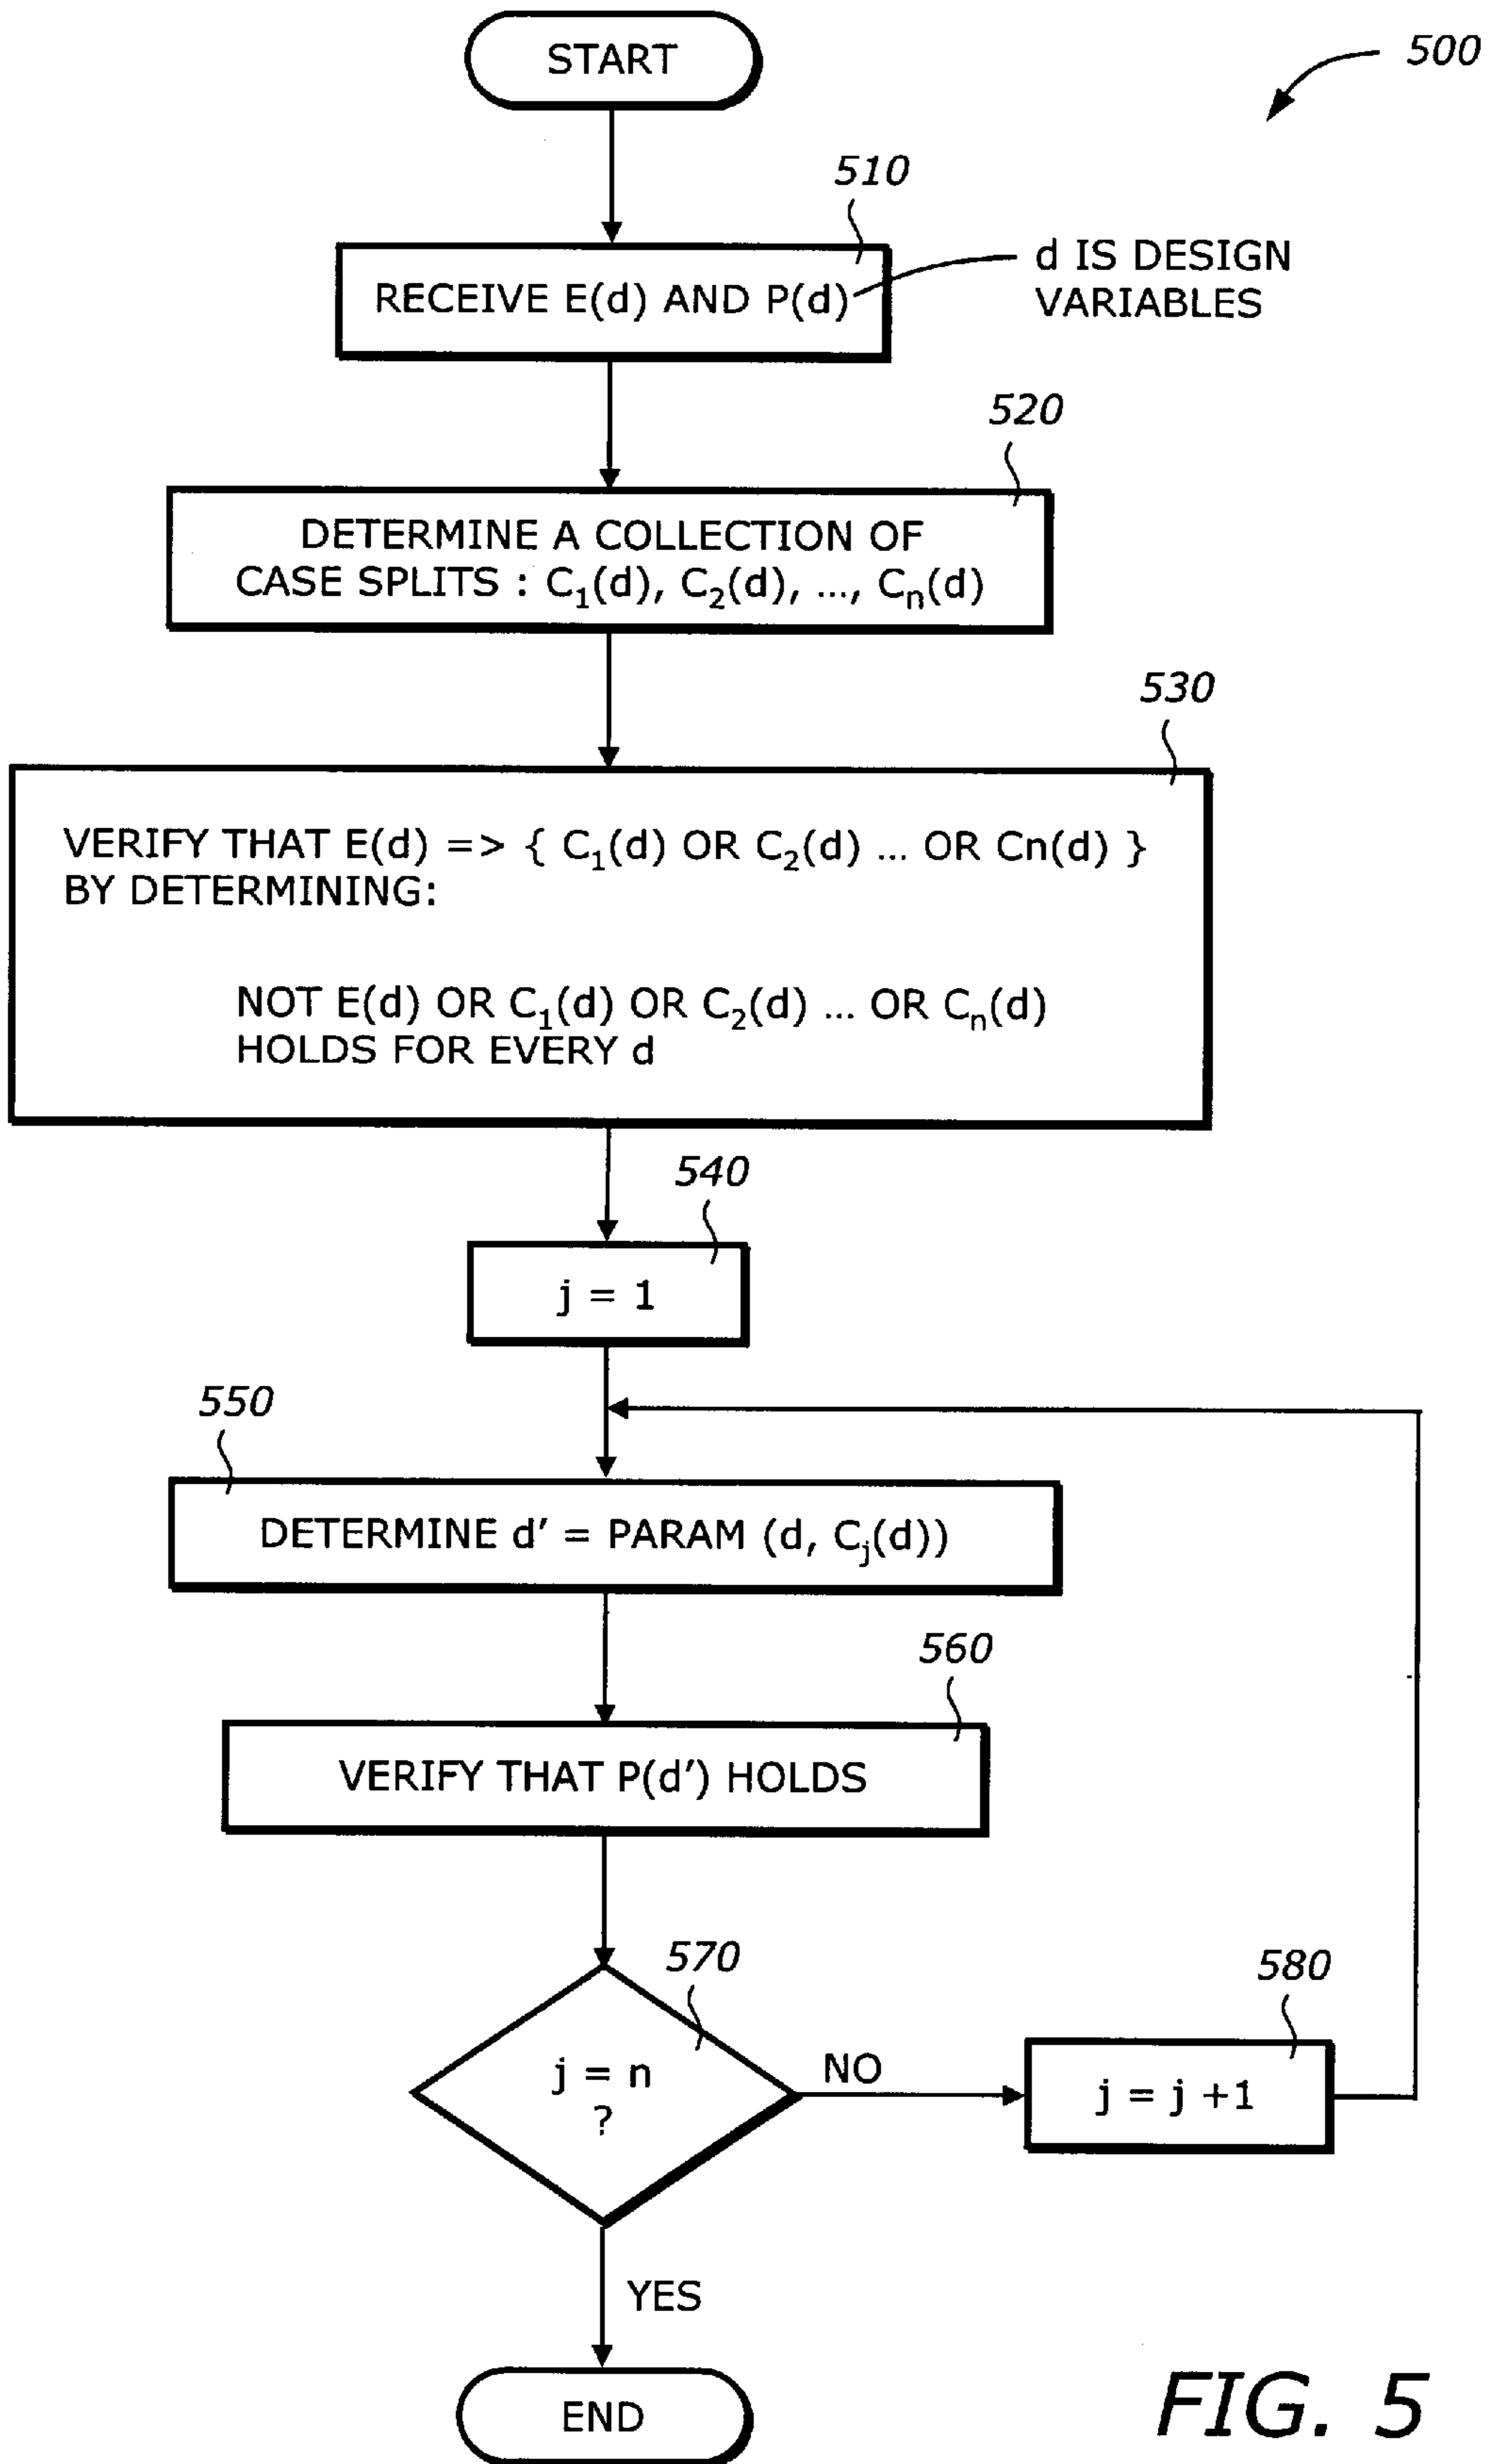 START
500
510
RECEIVE E(d) AND P(d)
d IS DESIGN
VARIABLES
520
DETERMINE A COLLECTION OF
CASE SPLITS : C₁(d), C₂(d), ..., Cₙ(d)
530
VERIFY THAT E(d) = > { C₁(d) OR C₂(d) ... OR Cn(d) }
BY DETERMINING:
NOT E(d) OR C₁(d) OR C₂(d) ... OR Cₙ(d)
HOLDS FOR EVERY d
540
j = 1
550
DETERMINE d' = PARAM (d, Cⱼ(d))
560
VERIFY THAT P(d') HOLDS
570
j = n
?
NO
580
j = j +1
YES
END
FIG. 5